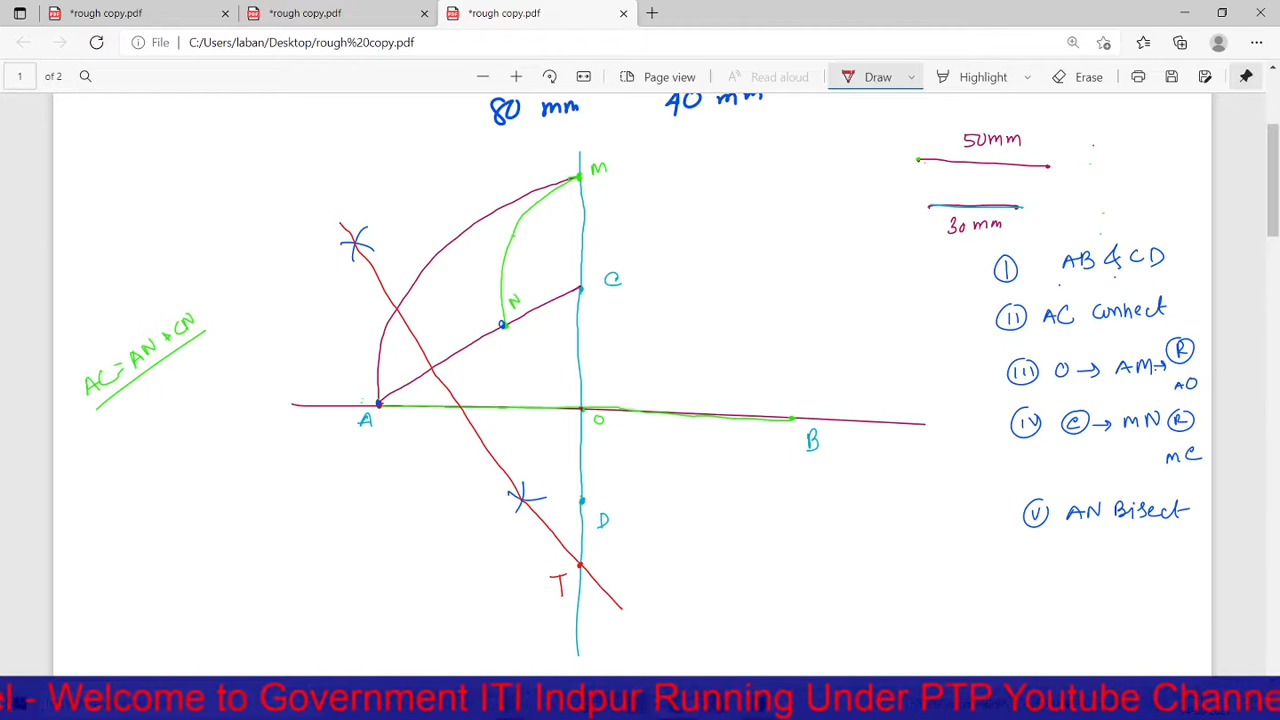 *rough copy.pdf
*rough copy.pdf
*rough copy.pdf
File
C:/Users/laban/Desktop/rough%20copy.pdf
1 of 2
Page view
Read aloud
Draw
Highlight
Erase
80 mm 40 mm
50mm
30 mm
M
C
N
A
O
B
D
T
AC = AN + CN
I AB & CD
II AC Connect
III O → AM → R
AO
IV C → MN R
MC
V AN Bisect
el - Welcome to Government ITI Indpur Running Under PTP Youtube Channe